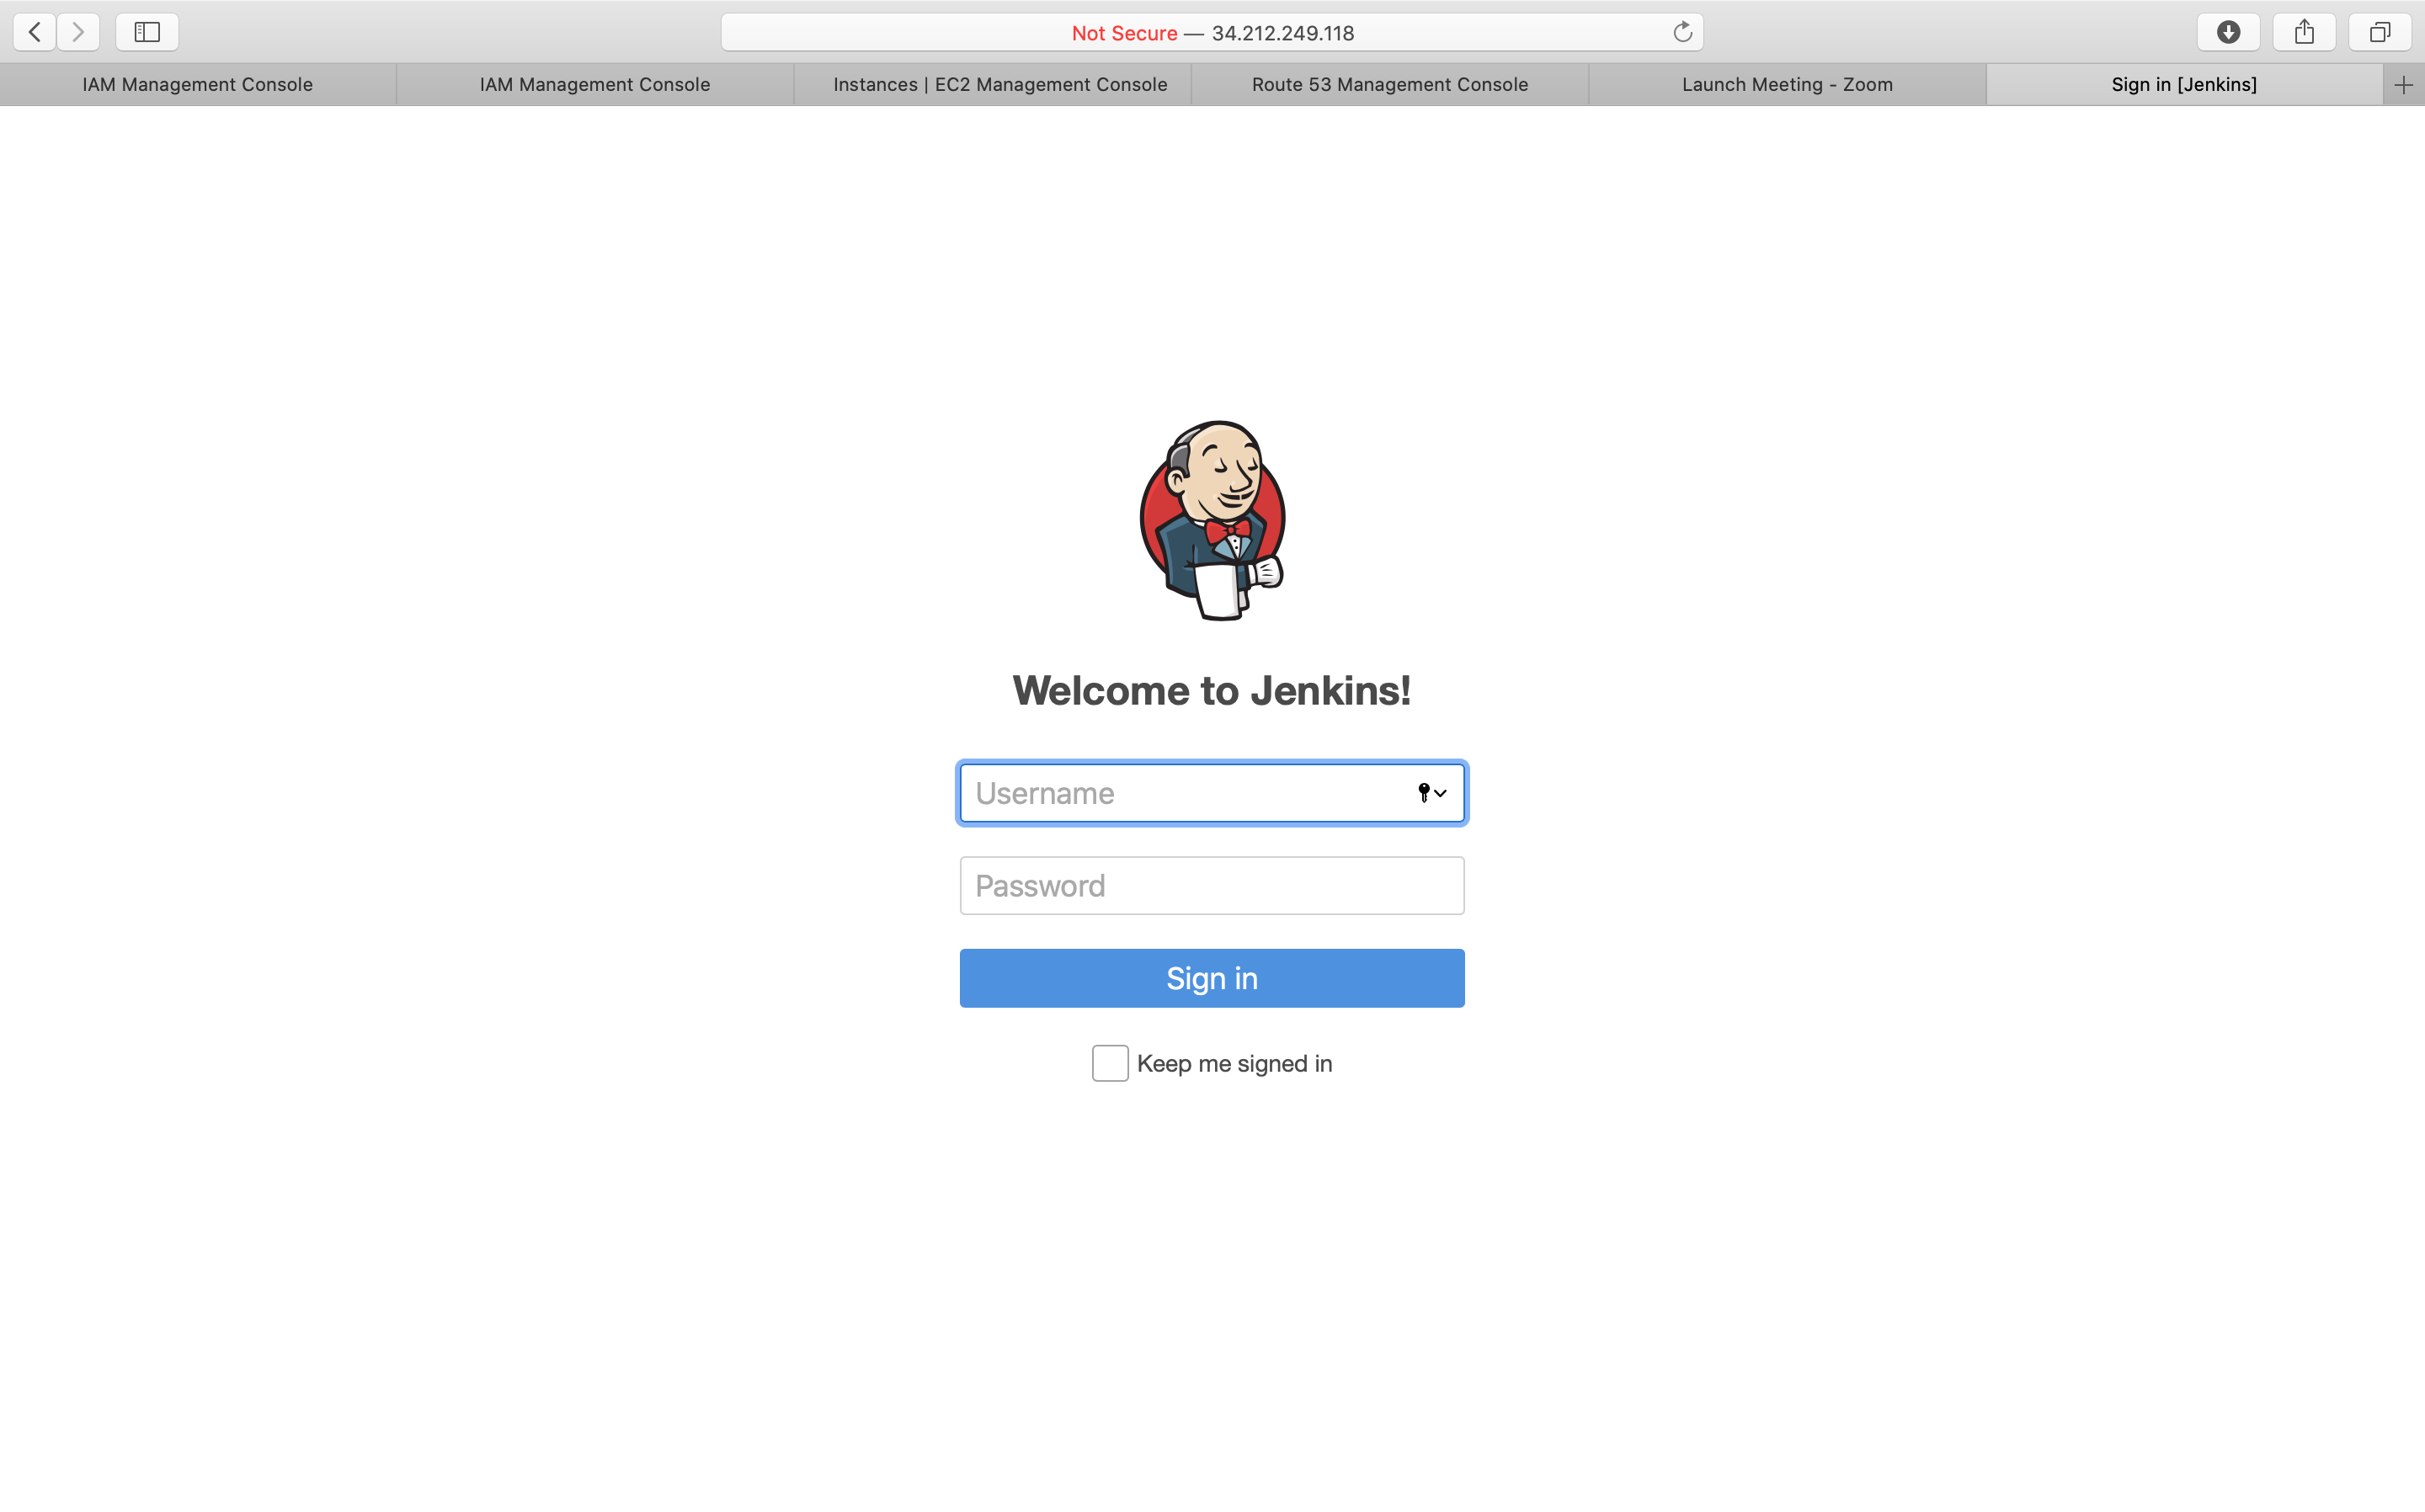 Not Secure — 34.212.249.118
IAM Management Console
IAM Management Console
Instances | EC2 Management Console
Route 53 Management Console
Launch Meeting - Zoom
Sign in [Jenkins]
Welcome to Jenkins!
Username
Password
Sign in
Keep me signed in